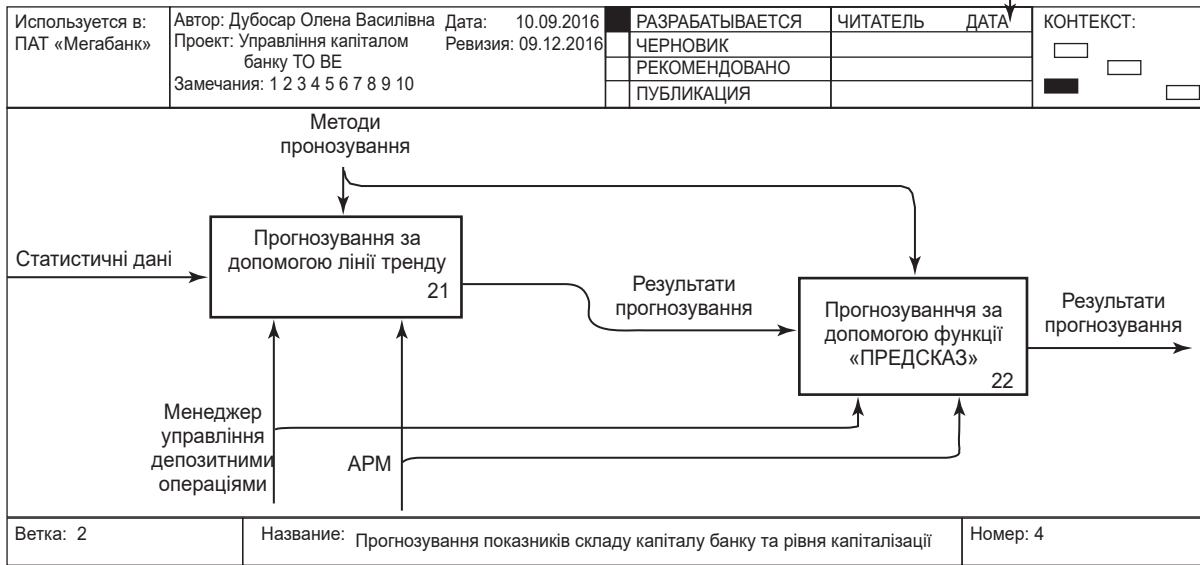 Используется в:
ПАТ «Мегабанк»
Автор: Дубосар Олена Василівна
Проект: Управління капіталом
банку ТО ВЕ
Замечания: 1 2 3 4 5 6 7 8 9 10
Дата: 10.09.2016
Ревизия: 09.12.2016
РАЗРАБАТЫВАЕТСЯ
ЧЕРНОВИК
РЕКОМЕНДОВАНО
ПУБЛИКАЦИЯ
ЧИТАТЕЛЬ ДАТА
КОНТЕКСТ:
Методи
пронозування
Статистичні дані
Прогнозування за
допомогою лінії тренду
21
Результати
прогнозування
Прогнозуваннчя за
допомогою функції
«ПРЕДСКАЗ»
22
Результати
прогнозування
Менеджер
управління
депозитними
операціями
АРМ
Ветка: 2
Название: Прогнозування показників складу капіталу банку та рівня капіталізації
Номер: 4